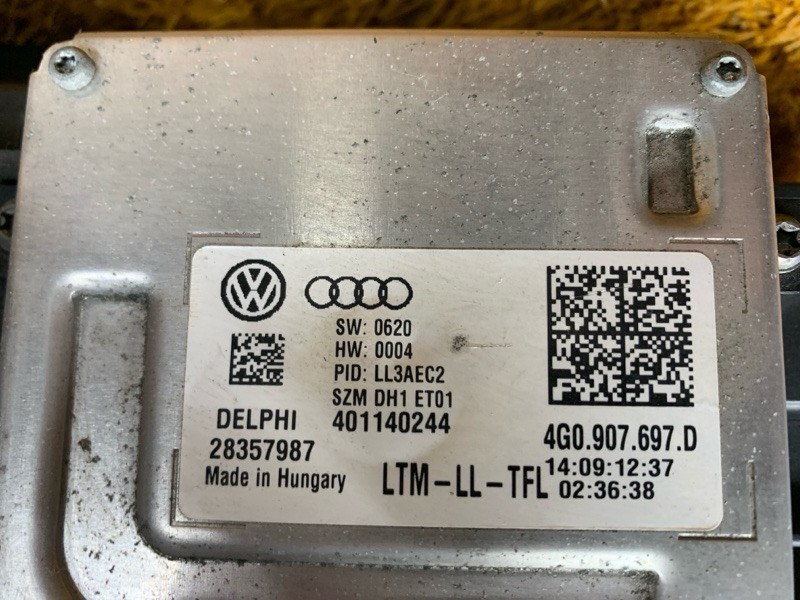 SW: 0620
HW: 0004
PID: LL3AEC2
SZM DH1 ET01
DELPHI 401140244
28357987
Made in Hungary
LTM-LL-TFL
4G0.907.697.D
14:09:12:37
02:36:38